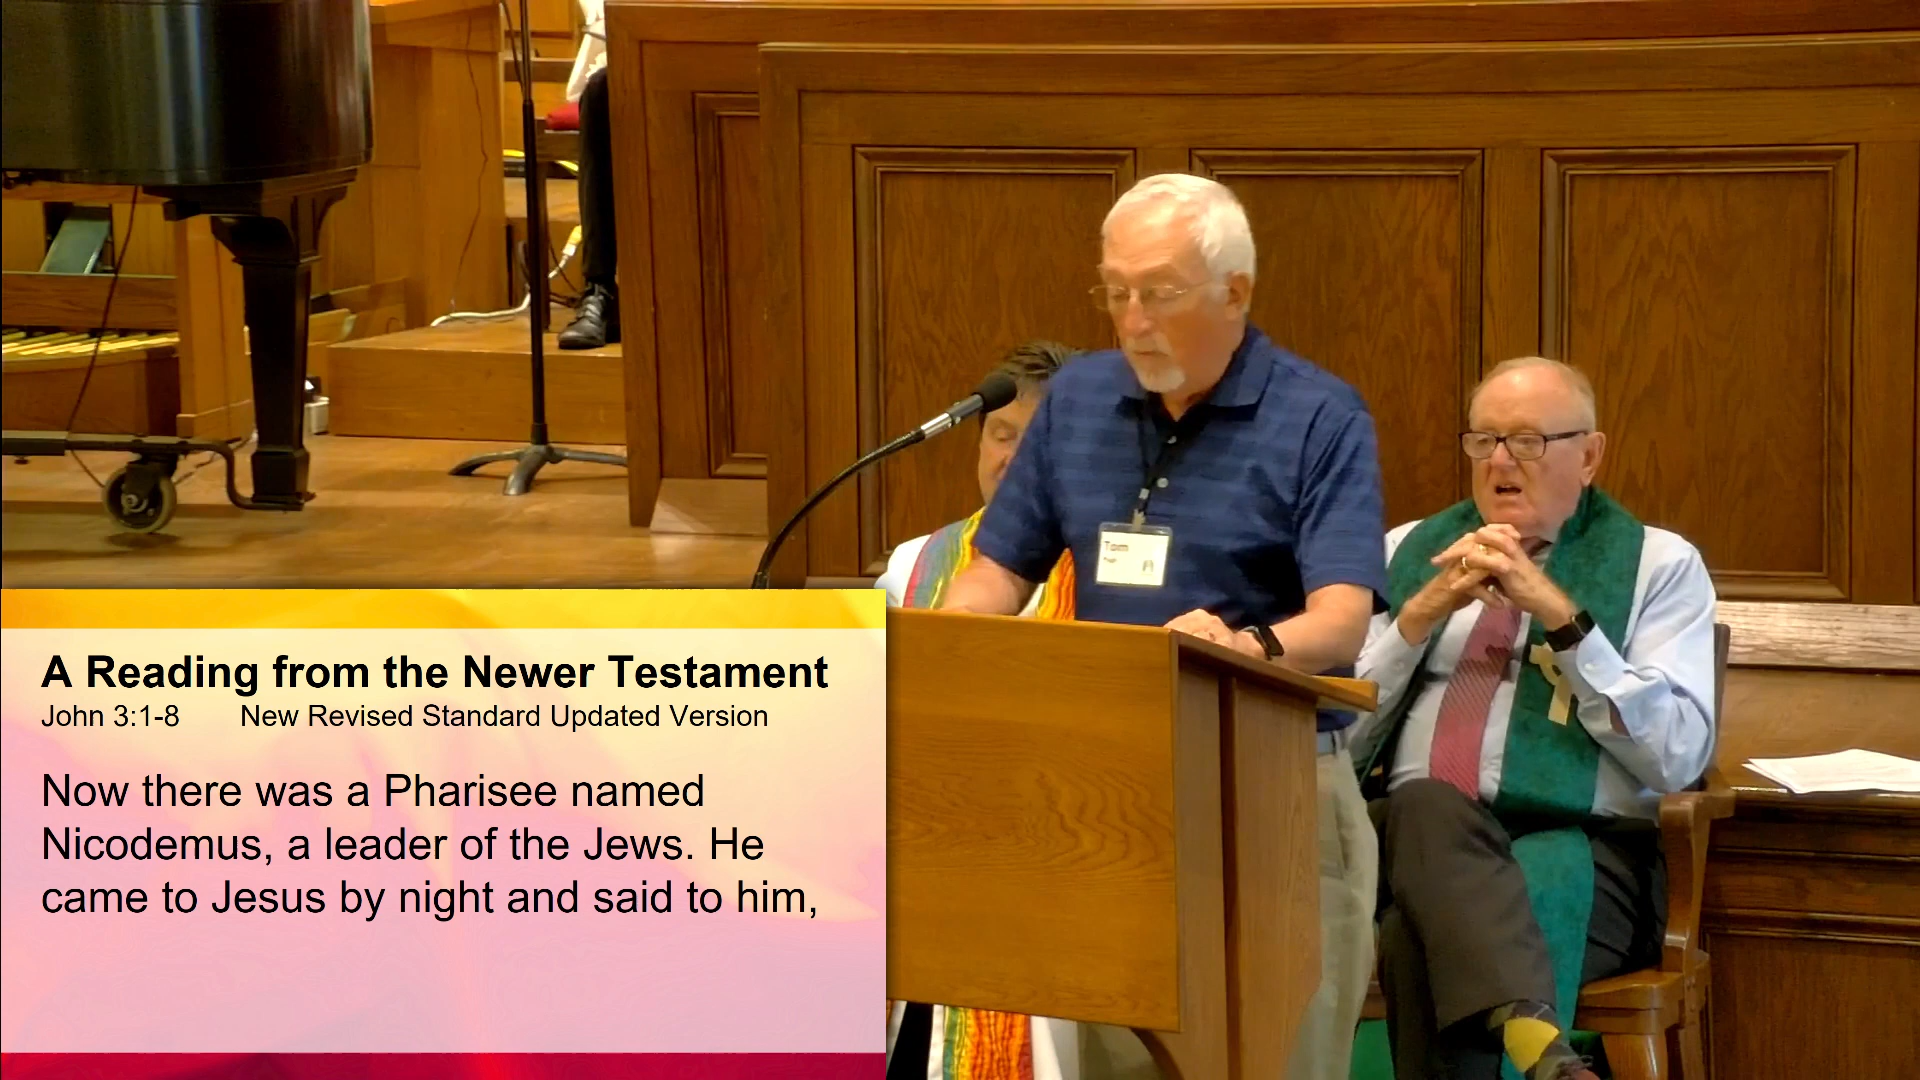 Tom
A Reading from the Newer Testament
John 3:1-8 New Revised Standard Updated Version
Now there was a Pharisee named
Nicodemus, a leader of the Jews. He
came to Jesus by night and said to him,